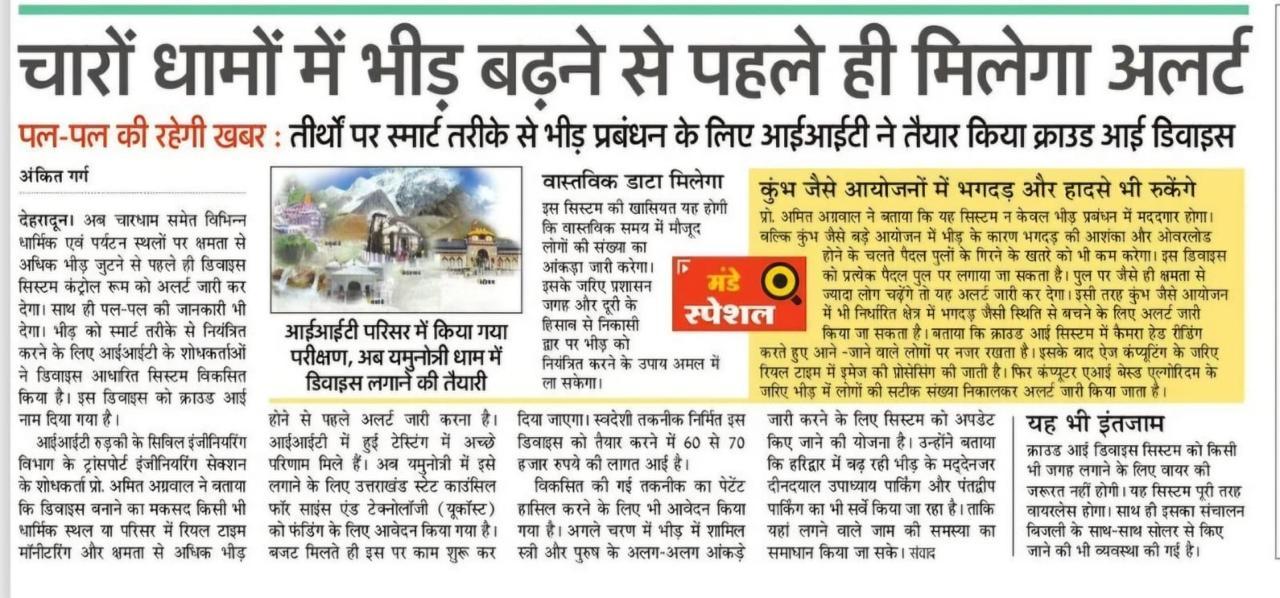 चारों धामों में भीड़ बढ़ने से पहले ही मिलेगा अलर्ट
पल-पल की रहेगी खबर : तीर्थों पर स्मार्ट तरीके से भीड़ प्रबंधन के लिए आईआईटी ने तैयार किया क्राउड आई डिवाइस
अंकित गर्ग
देहरादून। अब चारधाम समेत विभिन्न
धार्मिक एवं पर्यटन स्थलों पर क्षमता से
अधिक भीड़ जुटने से पहले ही डिवाइस
सिस्टम कंट्रोल रूम को अलर्ट जारी कर
देगा। साथ ही पल-पल की जानकारी भी
देगा। भीड़ को स्मार्ट तरीके से नियंत्रित
करने के लिए आईआईटी के शोधकर्ताओं
ने डिवाइस आधारित सिस्टम विकसित
किया है। इस डिवाइस को क्राउड आई
नाम दिया गया है।
आईआईटी रुड़की के सिविल इंजीनियरिंग
विभाग के ट्रांसपोर्ट इंजीनियरिंग सेक्शन
के शोधकर्ता प्रो. अमित अग्रवाल ने बताया
कि डिवाइस बनाने का मकसद किसी भी
धार्मिक स्थल या परिसर में रियल टाइम
मॉनीटरिंग और क्षमता से अधिक भीड़
आईआईटी परिसर में किया गया
परीक्षण, अब यमुनोत्री धाम में
डिवाइस लगाने की तैयारी
होने से पहले अलर्ट जारी करना है।
आईआईटी में हुई टेस्टिंग में अच्छे
परिणाम मिले हैं। अब यमुनोत्री में इसे
लगाने के लिए उत्तराखंड स्टेट काउंसिल
फॉर साइंस एंड टेक्नोलॉजी (यूकॉस्ट)
को फंडिंग के लिए आवेदन किया गया है।
बजट मिलते ही इस पर काम शुरू कर
दिया जाएगा। स्वदेशी तकनीक निर्मित इस
डिवाइस को तैयार करने में 60 से 70
हजार रुपये की लागत आई है।
विकसित की गई तकनीक का पेटेंट
हासिल करने के लिए भी आवेदन किया
गया है। अगले चरण में भीड़ में शामिल
स्त्री और पुरुष के अलग-अलग आंकड़े
जारी करने के लिए सिस्टम को अपडेट
किए जाने की योजना है। उन्होंने बताया
कि हरिद्वार में बढ़ रही भीड़ के मद्देनजर
दीनदयाल उपाध्याय पार्किंग और पंतद्वीप
पार्किंग का भी सर्वे किया जा रहा है। ताकि
यहां लगने वाले जाम की समस्या का
समाधान किया जा सके। संवाद
वास्तविक डाटा मिलेगा
इस सिस्टम की खासियत यह होगी
कि वास्तविक समय में मौजूद
लोगों की संख्या का
आंकड़ा जारी करेगा।
इसके जरिए प्रशासन
जगह और दूरी के
हिसाब से निकासी
द्वार पर भीड़ को
नियंत्रित करने के उपाय अमल में
ला सकेगा।
मंडे
स्पेशल
कुंभ जैसे आयोजनों में भगदड़ और हादसे भी रुकेंगे
प्रो. अमित अग्रवाल ने बताया कि यह सिस्टम न केवल भीड़ प्रबंधन में मददगार होगा।
बल्कि कुंभ जैसे बड़े आयोजन में भीड़ के कारण भगदड़ की आशंका और ओवरलोड
होने के चलते पैदल पुलों के गिरने के खतरे को भी कम करेगा। इस डिवाइस
को प्रत्येक पैदल पुल पर लगाया जा सकता है। पुल पर जैसे ही क्षमता से
ज्यादा लोग चढ़ेंगे तो यह अलर्ट जारी कर देगा। इसी तरह कुंभ जैसे आयोजन
में भी निर्धारित क्षेत्र में भगदड़ जैसी स्थिति से बचने के लिए अलर्ट जारी
किया जा सकता है। बताया कि क्राउड आई सिस्टम में कैमरा हेड रीडिंग
करते हुए आने -जाने वाले लोगों पर नजर रखता है। इसके बाद ऐज कंप्यूटिंग के जरिए
रियल टाइम में इमेज की प्रोसेसिंग की जाती है। फिर कंप्यूटर एआई बेस्ड एल्गोरिदम के
जरिए भीड़ में लोगों की सटीक संख्या निकालकर अलर्ट जारी किया जाता है।
यह भी इंतजाम
क्राउड आई डिवाइस सिस्टम को किसी
भी जगह लगाने के लिए वायर की
जरूरत नहीं होगी। यह सिस्टम पूरी तरह
वायरलेस होगा। साथ ही इसका संचालन
बिजली के साथ-साथ सोलर से किए
जाने की भी व्यवस्था की गई है।